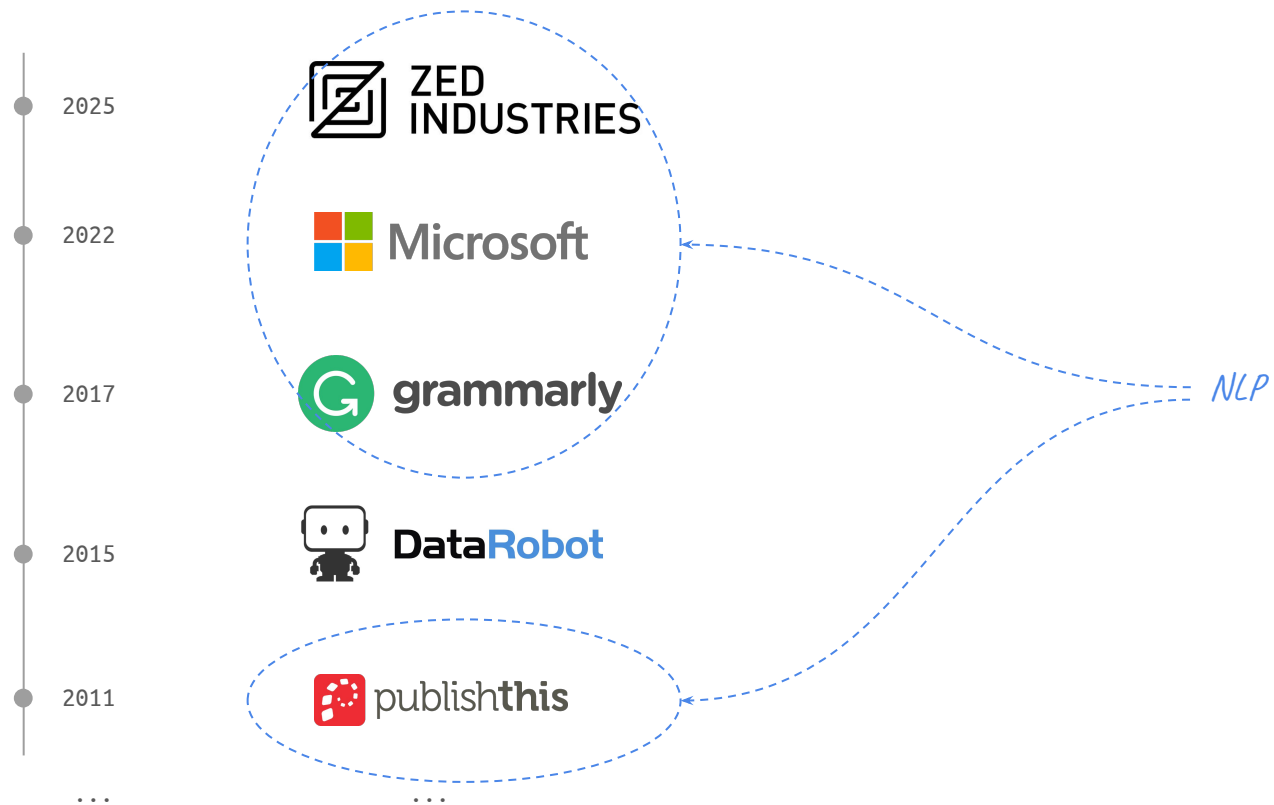 2025
ZED
INDUSTRIES
2022
Microsoft
NLP
2017
grammarly
2015
DataRobot
2011
publishthis
... ...